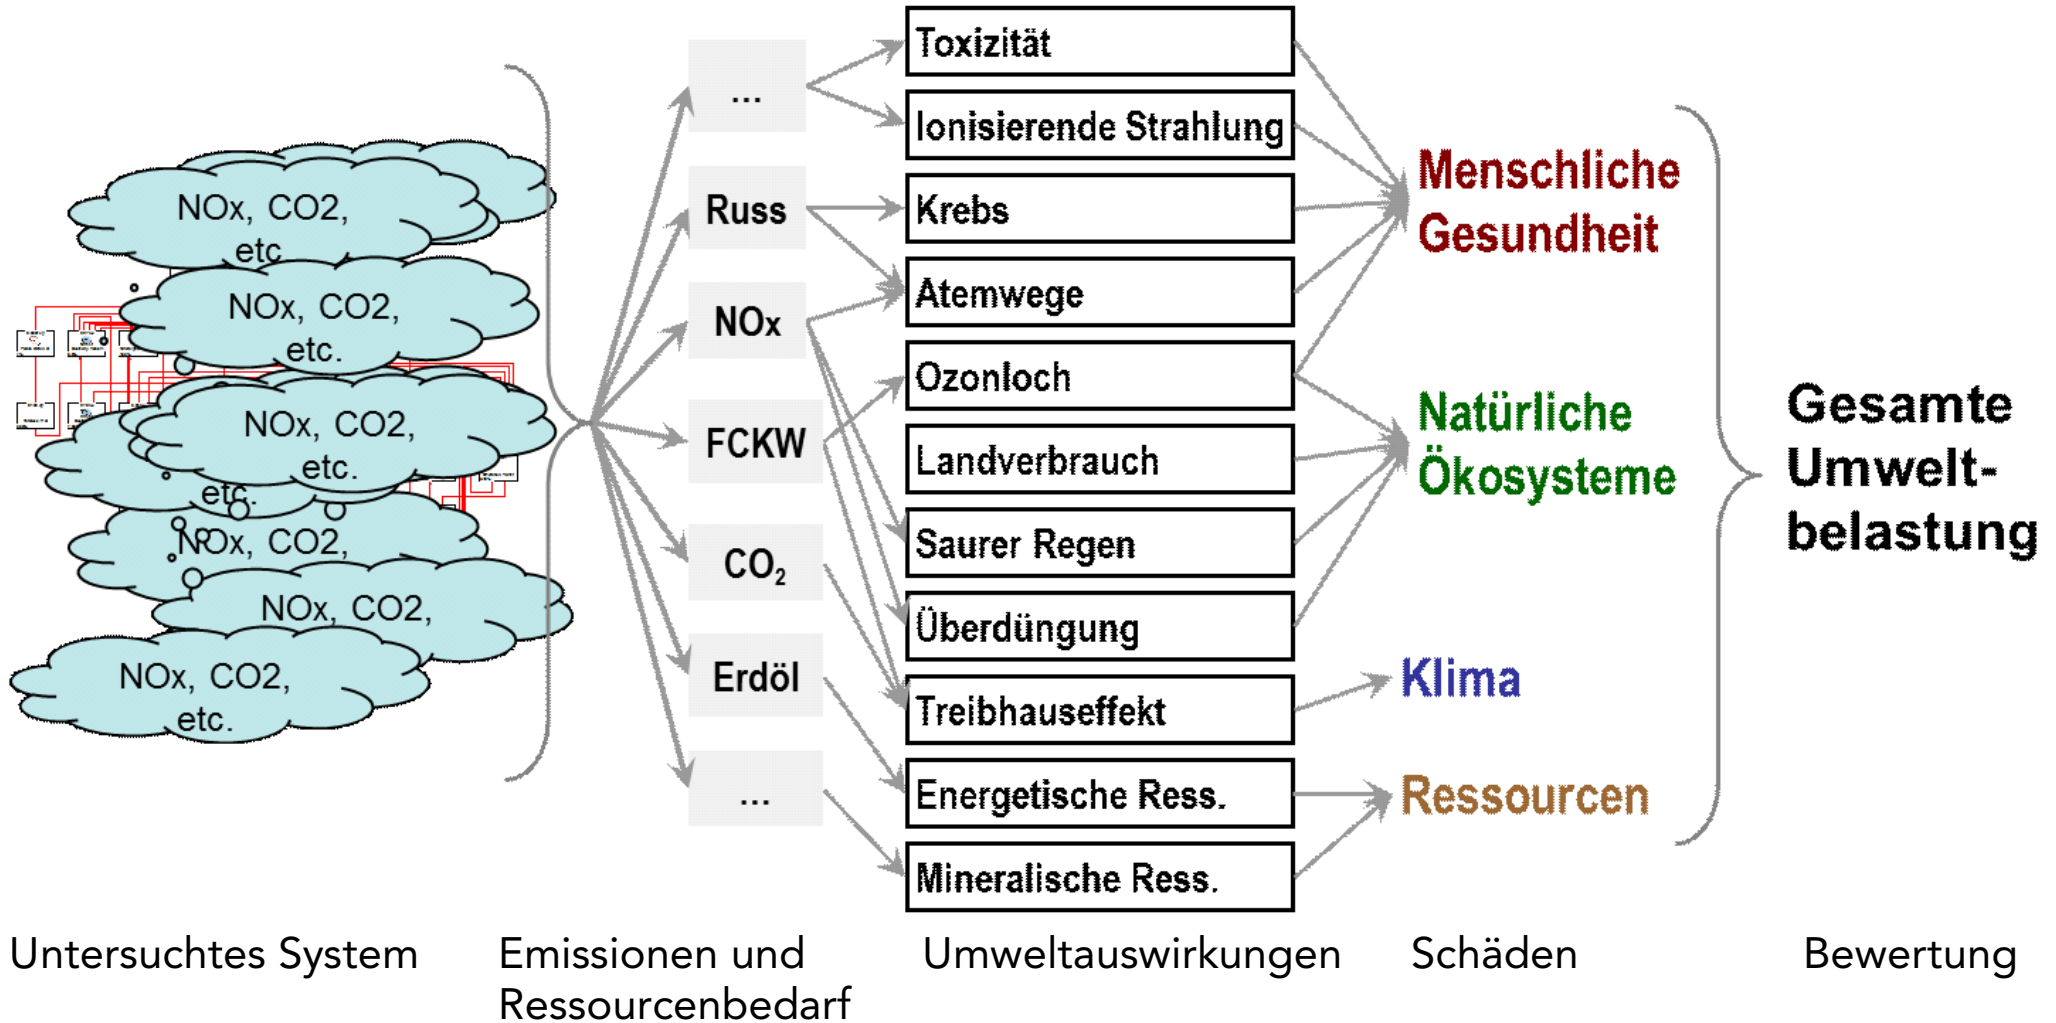 NOx, CO2,
etc
NOx, CO2,
etc.
NOx, CO2,
etc.
etc.
NOx, CO2,
NOx, CO2,
NOx, CO2,
etc.
...
Russ
NOx
FCKW
CO₂
Erdöl
...
Toxizität
Ionisierende Strahlung
Krebs
Atemwege
Ozonloch
Landverbrauch
Saurer Regen
Überdüngung
Treibhauseffekt
Energetische Ress.
Mineralische Ress.
Menschliche
Gesundheit
Natürliche
Ökosysteme
Klima
Ressourcen
Gesamte
Umwelt-
belastung
Untersuchtes System
Emissionen und
Ressourcenbedarf
Umweltauswirkungen
Schäden
Bewertung